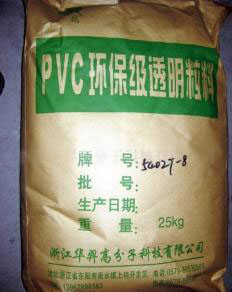 PVC环保级透明粒料
牌 号:5402T-8
批 号:
生产日期:
重 量: 25kg
浙江华羿高分子科技有限公司